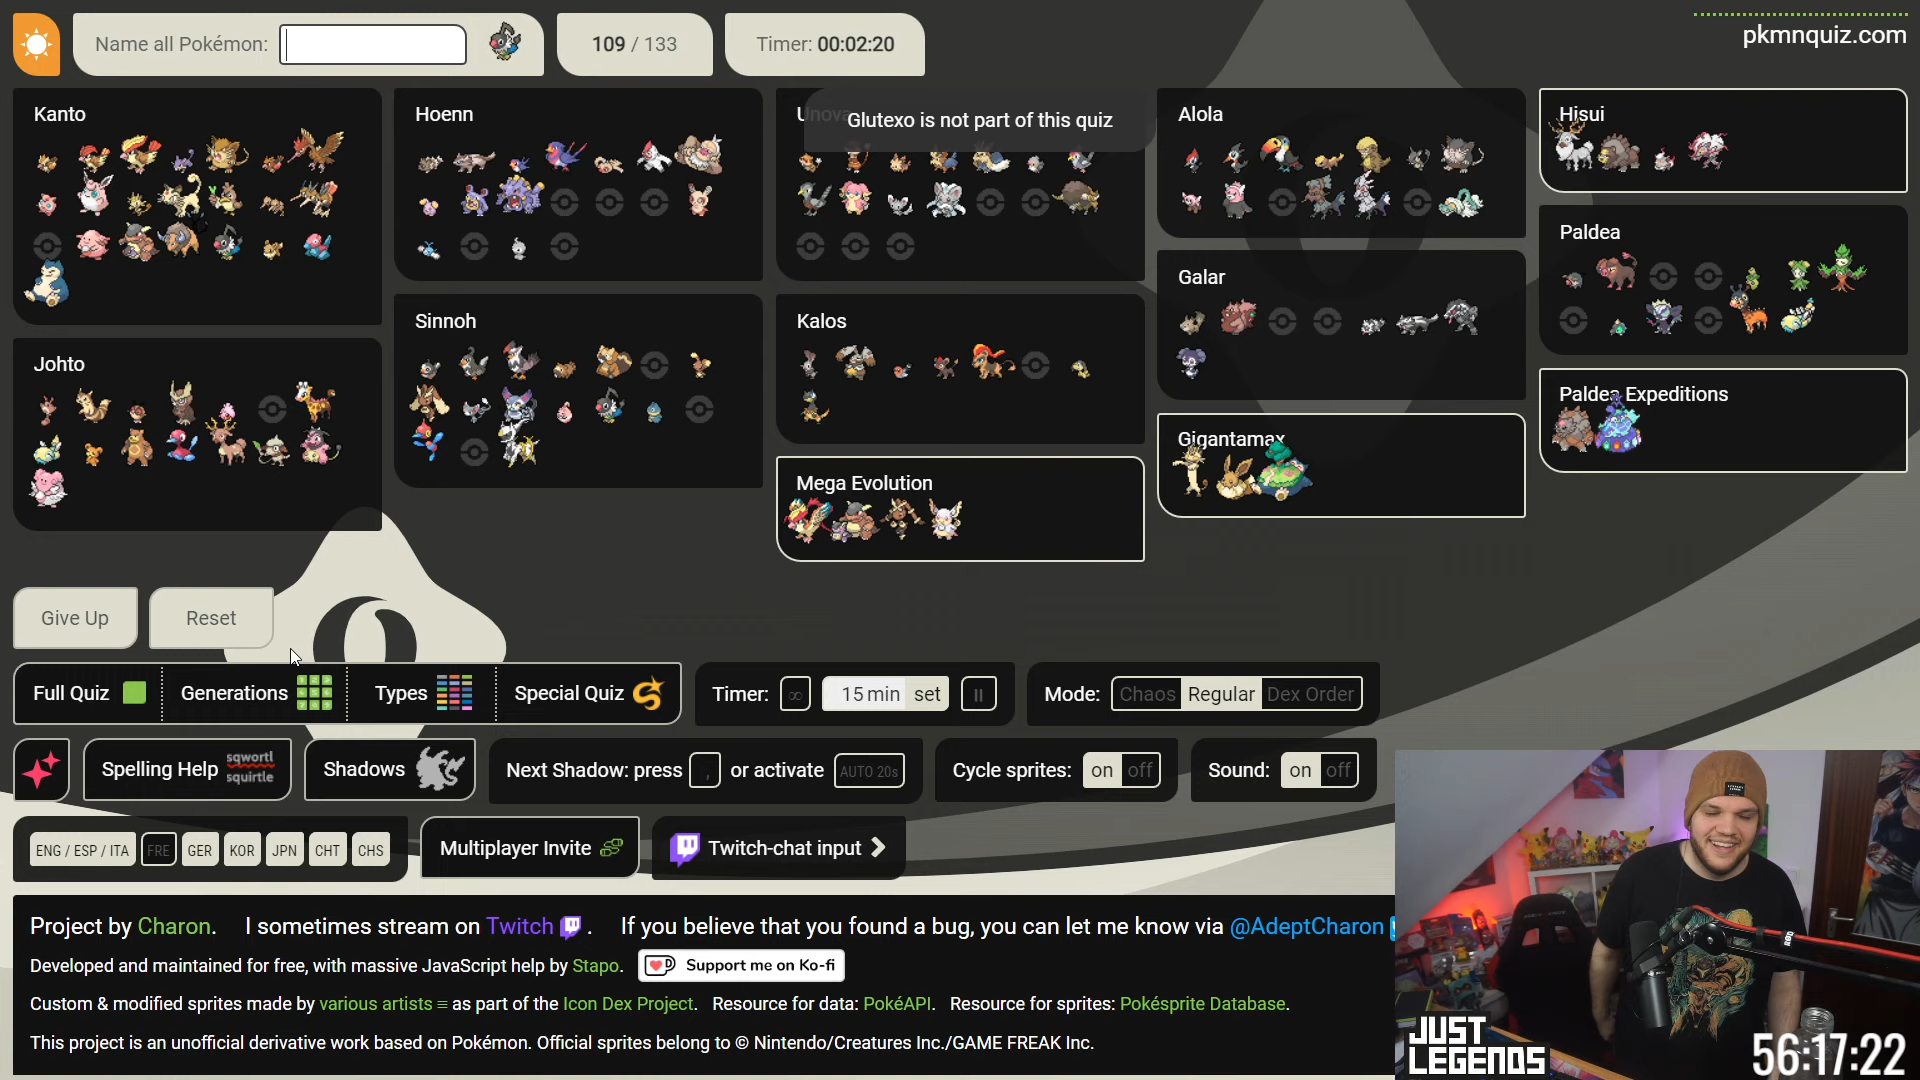 Name all Pokémon:
109 / 133
Timer: 00:02:20
pkmnquiz.com
Kanto
Hoenn
Unova
Glutexo is not part of this quiz
Alola
Hisui
Johto
Sinnoh
Kalos
Galar
Paldea
Mega Evolution
Gigantamax
Paldea Expeditions
Give Up
Reset
Full Quiz
Generations
Types
Special Quiz
Timer: ∞ 15 min set
Mode: Chaos Regular Dex Order
Spelling Help
sqwortl
squirtle
Shadows
Next Shadow: press , or activate AUTO 20s
Cycle sprites: on off
Sound: on off
ENG / ESP / ITA FRE GER KOR JPN CHT CHS
Multiplayer Invite
Twitch-chat input
Project by Charon. I sometimes stream on Twitch . If you believe that you found a bug, you can let me know via @AdeptCharon
Developed and maintained for free, with massive JavaScript help by Stapo. Support me on Ko-fi
Custom & modified sprites made by various artists ≡ as part of the Icon Dex Project. Resource for data: PokéAPI. Resource for sprites: Pokésprite Database.
This project is an unofficial derivative work based on Pokémon. Official sprites belong to © Nintendo/Creatures Inc./GAME FREAK Inc.
JUST
LEGENDS
56:17:22